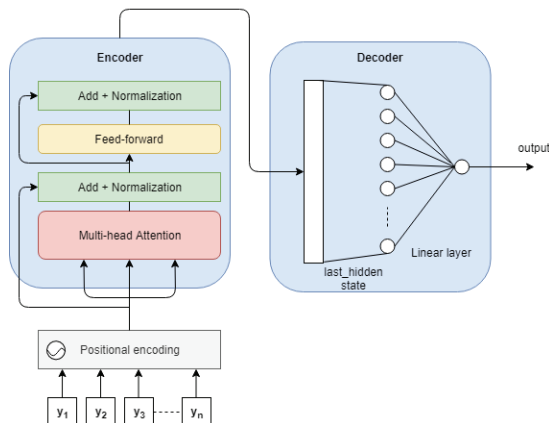 Encoder
Decoder
Add + Normalization
Feed-forward
Add + Normalization
Multi-head Attention
output
Linear layer
last_hidden
state
Positional encoding
y1
y2
y3
yn